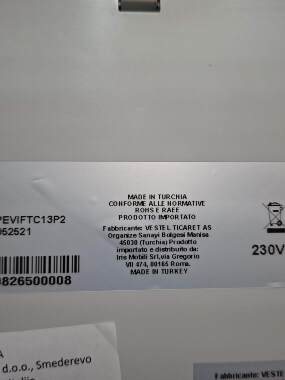 MADE IN TURCHIA
CONFORME ALLE NORMATIVE
ROHS E RAEE
PRODOTTO IMPORTATO
Fabbricante: VESTEL TICARET AS
Organize Sanayi Bolgesi Manisa
45030 (Turchia) Prodotto
importato e distribuito da:
Iris Mobili Srl,via Gregorio
VII 474, 00165 Roma.
MADE IN TURKEY
PEVIFTC13P2
052521
0826500008
230V
A
d.o.o., Smederevo
Fabbricante: VESTEL